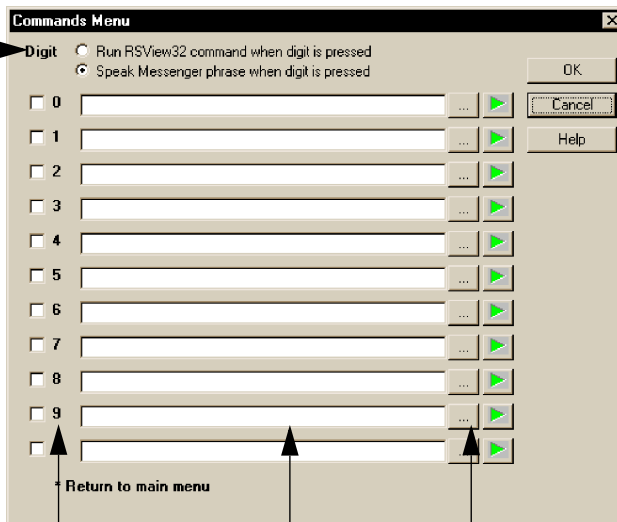 Commands Menu
Digit
Run RSView32 command when digit is pressed
Speak Messenger phrase when digit is pressed
OK
Cancel
Help
0 ...
1 ...
2 ...
3 ...
4 ...
5 ...
6 ...
7 ...
8 ...
9 ...
...
* Return to main menu